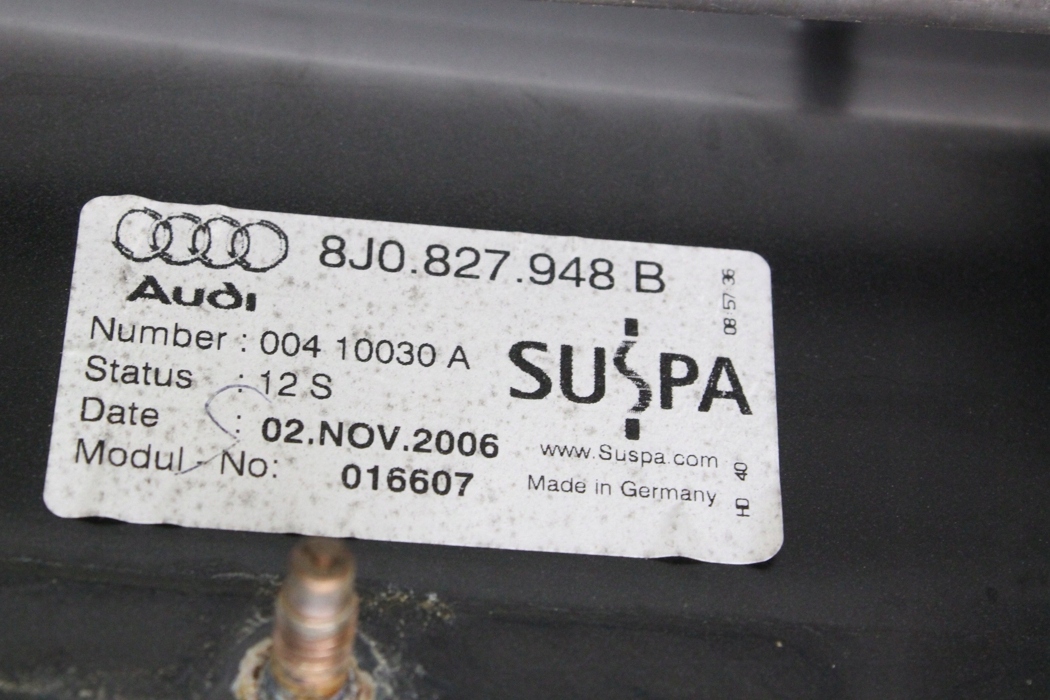 8J0.827.948 B
Audi
Number : 004 10030 A
Status : 12 S
Date : 02.NOV.2006
Modul - No: 016607
08 57 36
SUSPA
www.Suspa.com
Made in Germany
HD 40